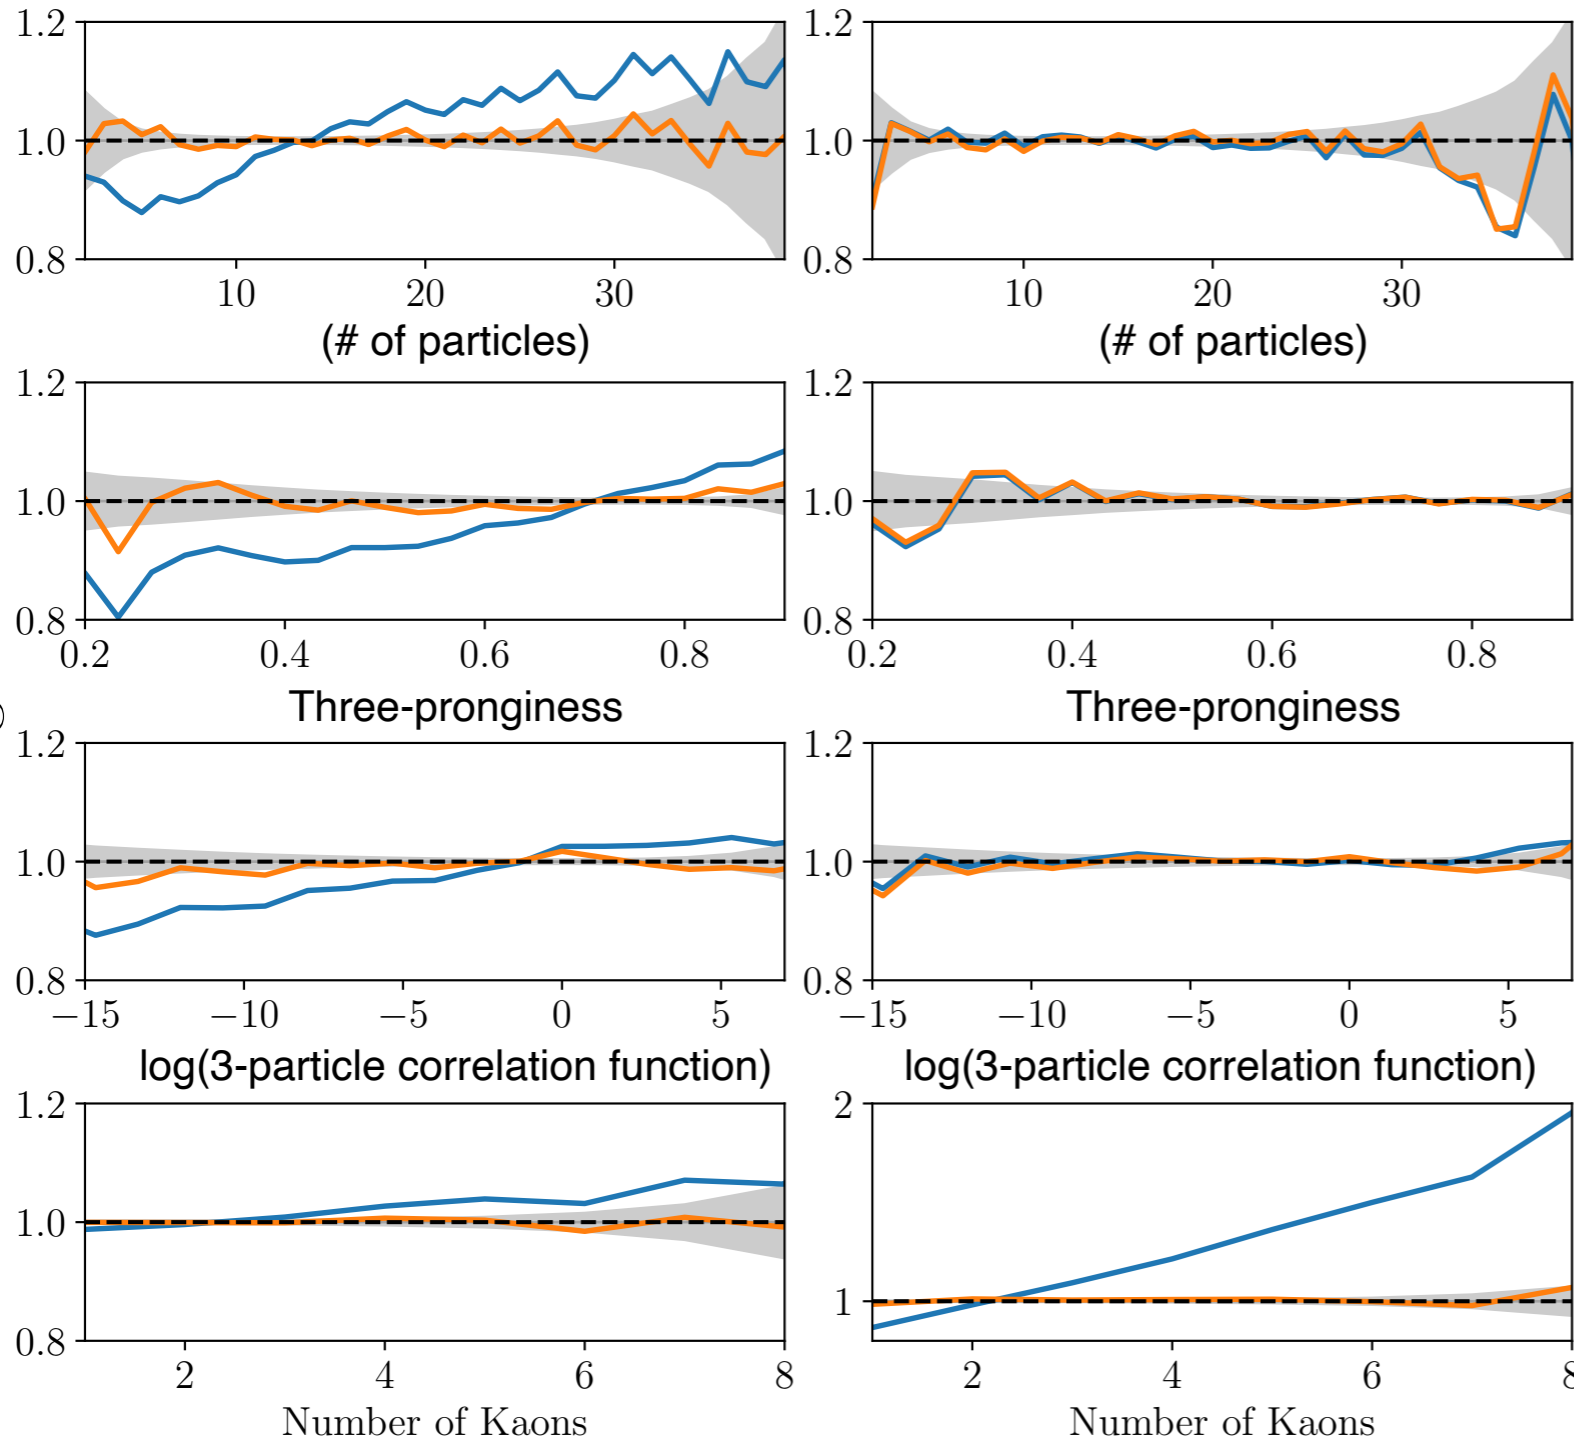 1.2 1.2
1.0 1.0
0.8 0.8
10 20 30 10 20 30
(# of particles) (# of particles)
1.2 1.2
1.0 1.0
0.8 0.8
0.2 0.4 0.6 0.8 0.2 0.4 0.6 0.8
Three-pronginess Three-pronginess
1.2 1.2
1.0 1.0
0.8 0.8
−15 −10 −5 0 5 −15 −10 −5 0 5
log(3-particle correlation function) log(3-particle correlation function)
1.2 2
1.0 1
0.8
2 4 6 8 2 4 6 8
Number of Kaons Number of Kaons